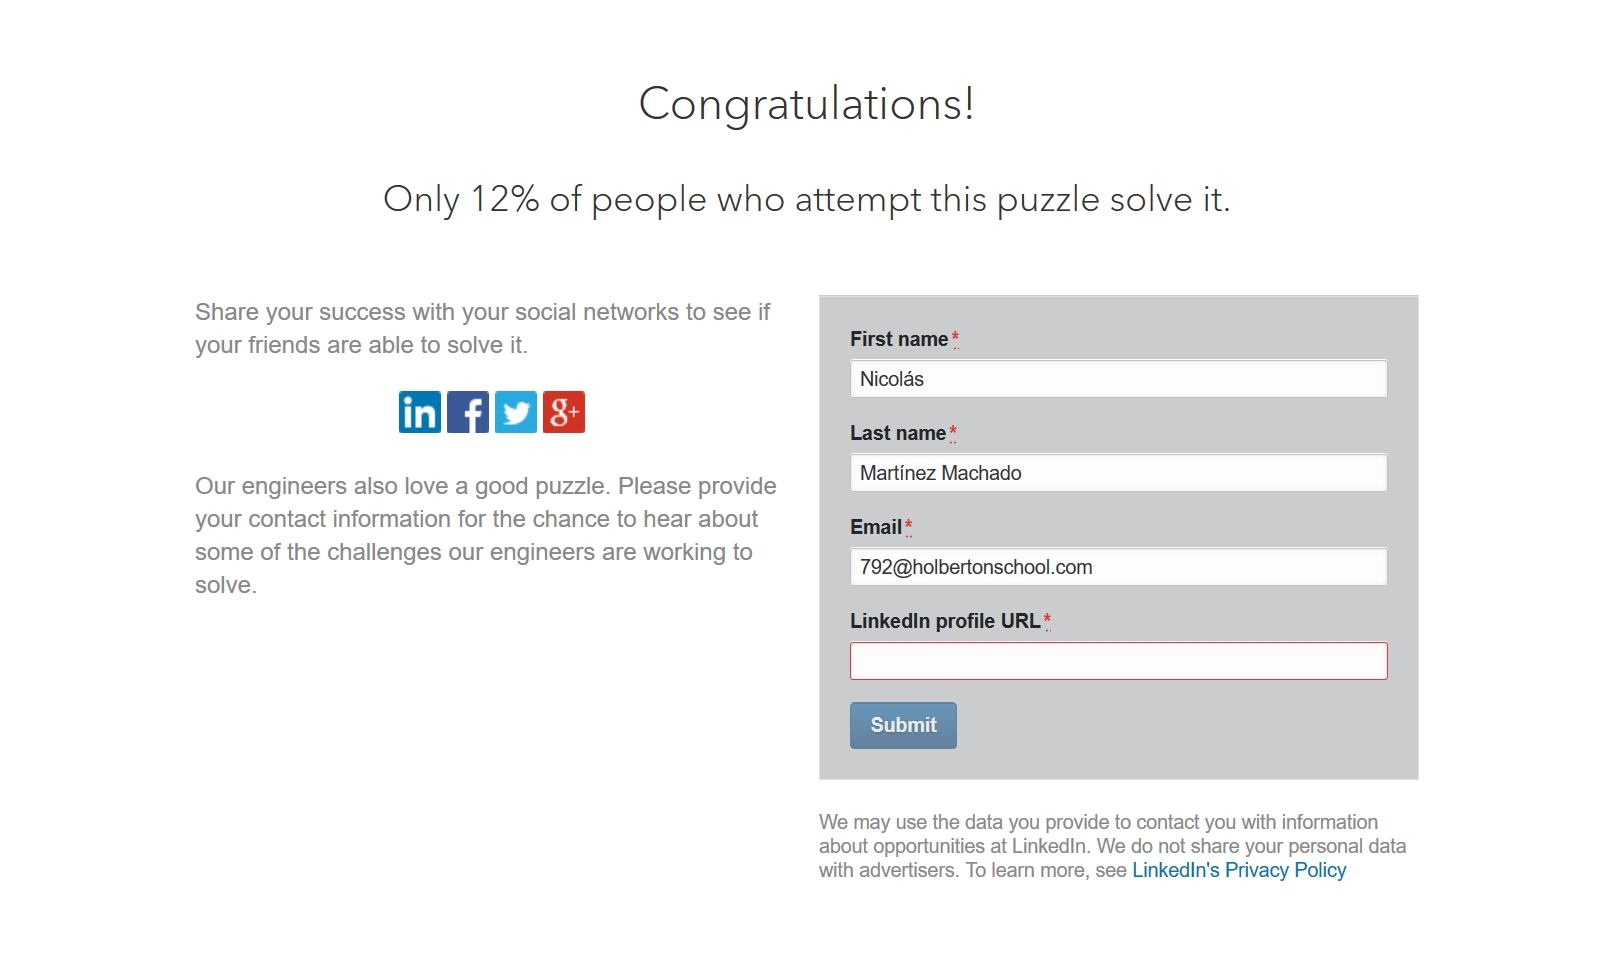 Congratulations!
Only 12% of people who attempt this puzzle solve it.
Share your success with your social networks to see if
your friends are able to solve it.
in f g+
Our engineers also love a good puzzle. Please provide
your contact information for the chance to hear about
some of the challenges our engineers are working to
solve.
First name*
Nicolás
Last name*
Martínez Machado
Email*
792@holbertonschool.com
LinkedIn profile URL*
Submit
We may use the data you provide to contact you with information
about opportunities at LinkedIn. We do not share your personal data
with advertisers. To learn more, see LinkedIn's Privacy Policy